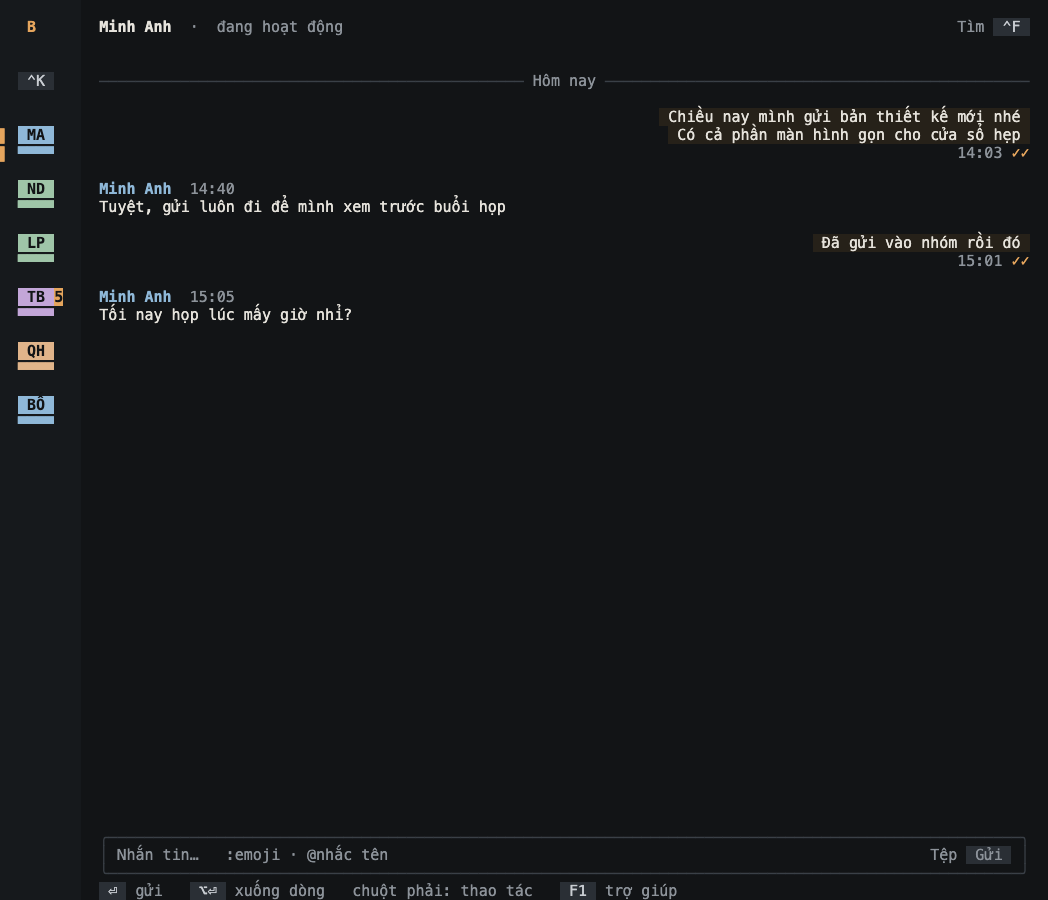 B
Minh Anh · đang hoạt động
Tìm ^F
^K
Hôm nay
Chiều nay mình gửi bản thiết kế mới nhé
Có cả phần màn hình gọn cho cửa sổ hẹp
14:03 ✓✓
MA
Minh Anh 14:40
Tuyệt, gửi luôn đi để mình xem trước buổi họp
ND
Đã gửi vào nhóm rồi đó
15:01 ✓✓
LP
Minh Anh 15:05
Tối nay họp lúc mấy giờ nhỉ?
TB 5
QH
BỐ
Nhắn tin… :emoji · @nhắc tên
Tệp Gửi
⏎ gửi ⌥⏎ xuống dòng chuột phải: thao tác F1 trợ giúp